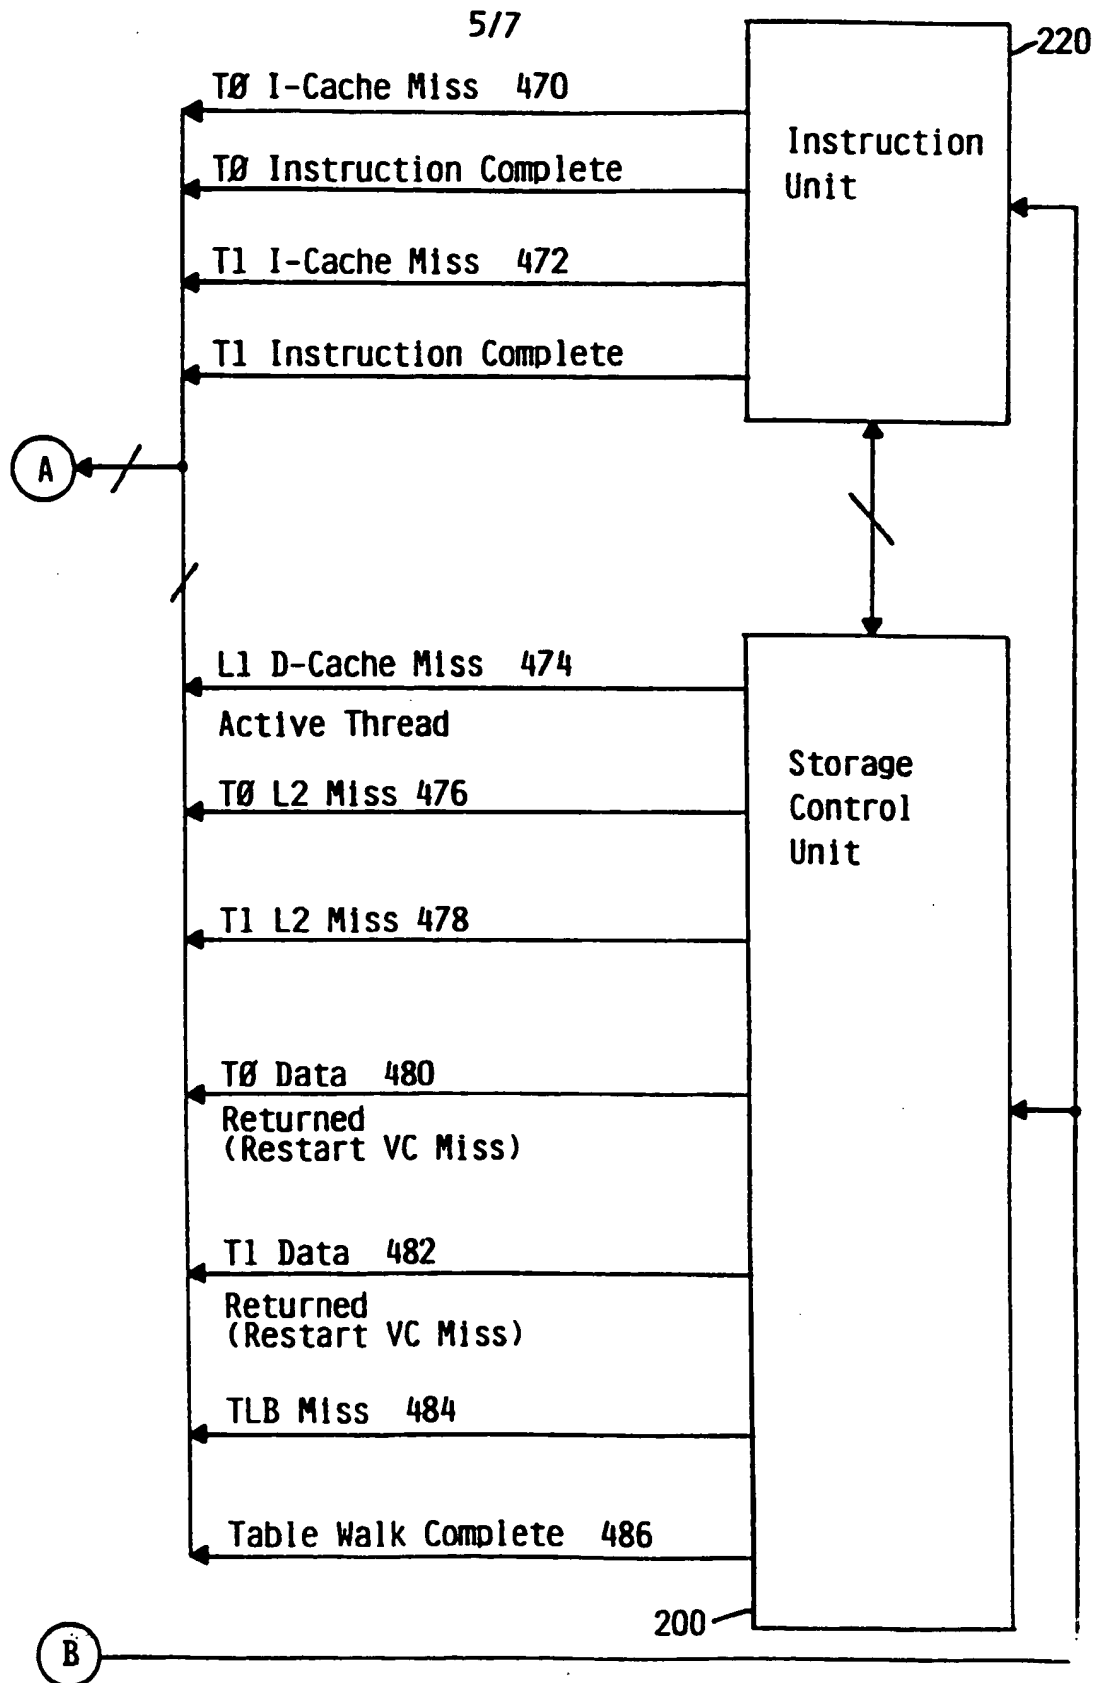 5/7
220
TØ I-Cache Miss 470
Instruction
Unit
TØ Instruction Complete
T1 I-Cache Miss 472
T1 Instruction Complete
A
L1 D-Cache Miss 474
Active Thread
Storage
Control
Unit
TØ L2 Miss 476
T1 L2 Miss 478
TØ Data 480
Returned
(Restart VC Miss)
T1 Data 482
Returned
(Restart VC Miss)
TLB Miss 484
Table Walk Complete 486
200
B